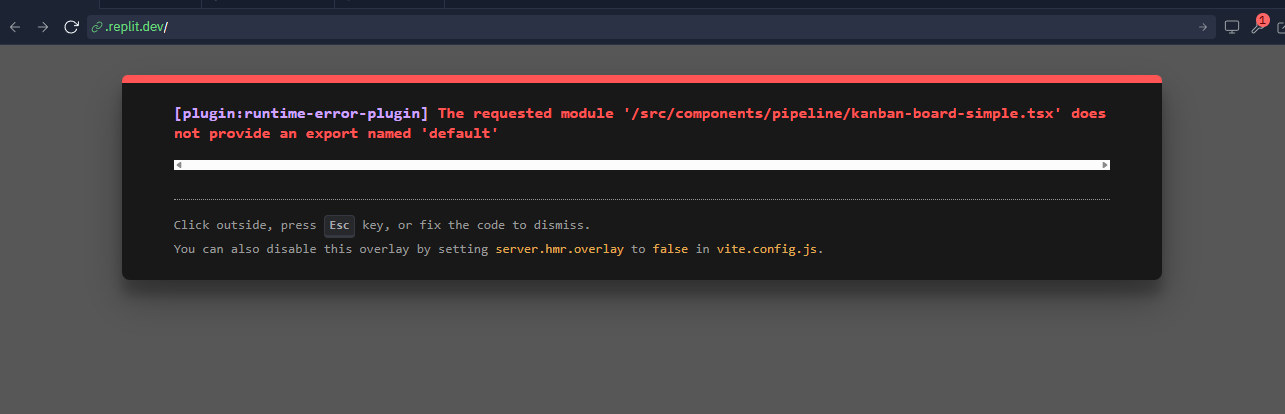 .replit.dev/
1
[plugin:runtime-error-plugin] The requested module '/src/components/pipeline/kanban-board-simple.tsx' does
not provide an export named 'default'
Click outside, press Esc key, or fix the code to dismiss.
You can also disable this overlay by setting server.hmr.overlay to false in vite.config.js.